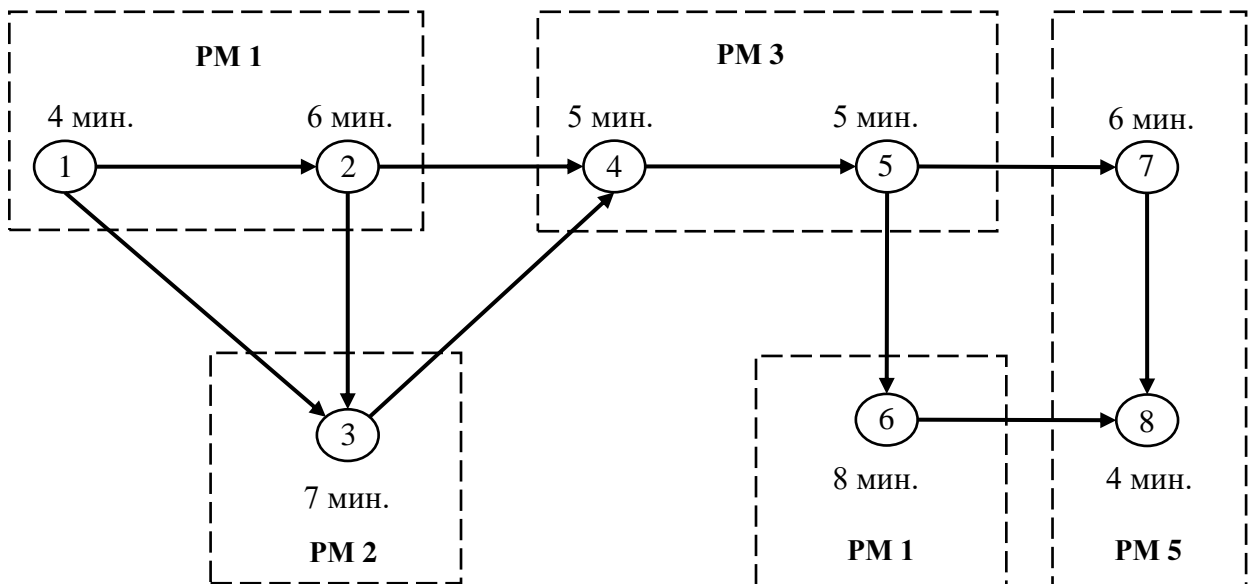 РМ 1
РМ 3
4 мин.
6 мин.
5 мин.
5 мин.
6 мин.
1
2
4
5
7
3
6
8
7 мин.
8 мин.
4 мин.
РМ 2
РМ 1
РМ 5